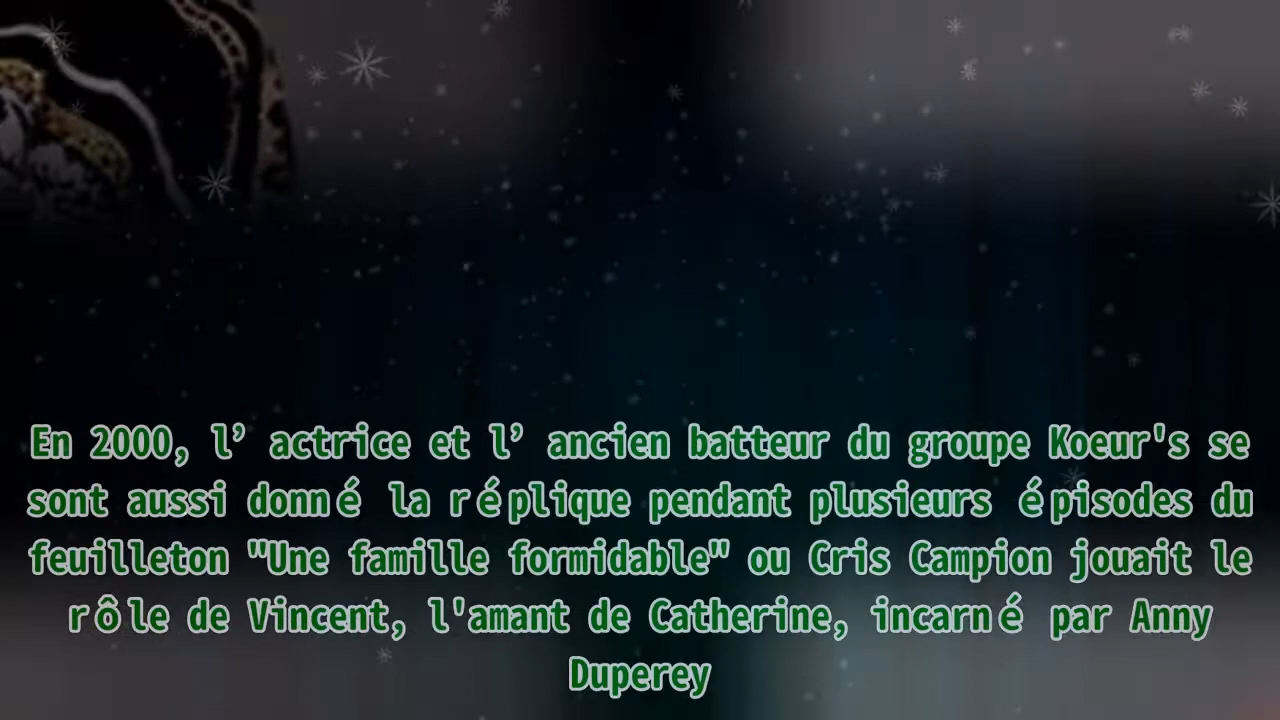 En 2000, l’ actrice et l’ ancien batteur du groupe Koeur's se
sont aussi donné la réplique pendant plusieurs épisodes du
feuilleton "Une famille formidable" ou Cris Campion jouait le
rôle de Vincent, l'amant de Catherine, incarné par Anny
Duperey